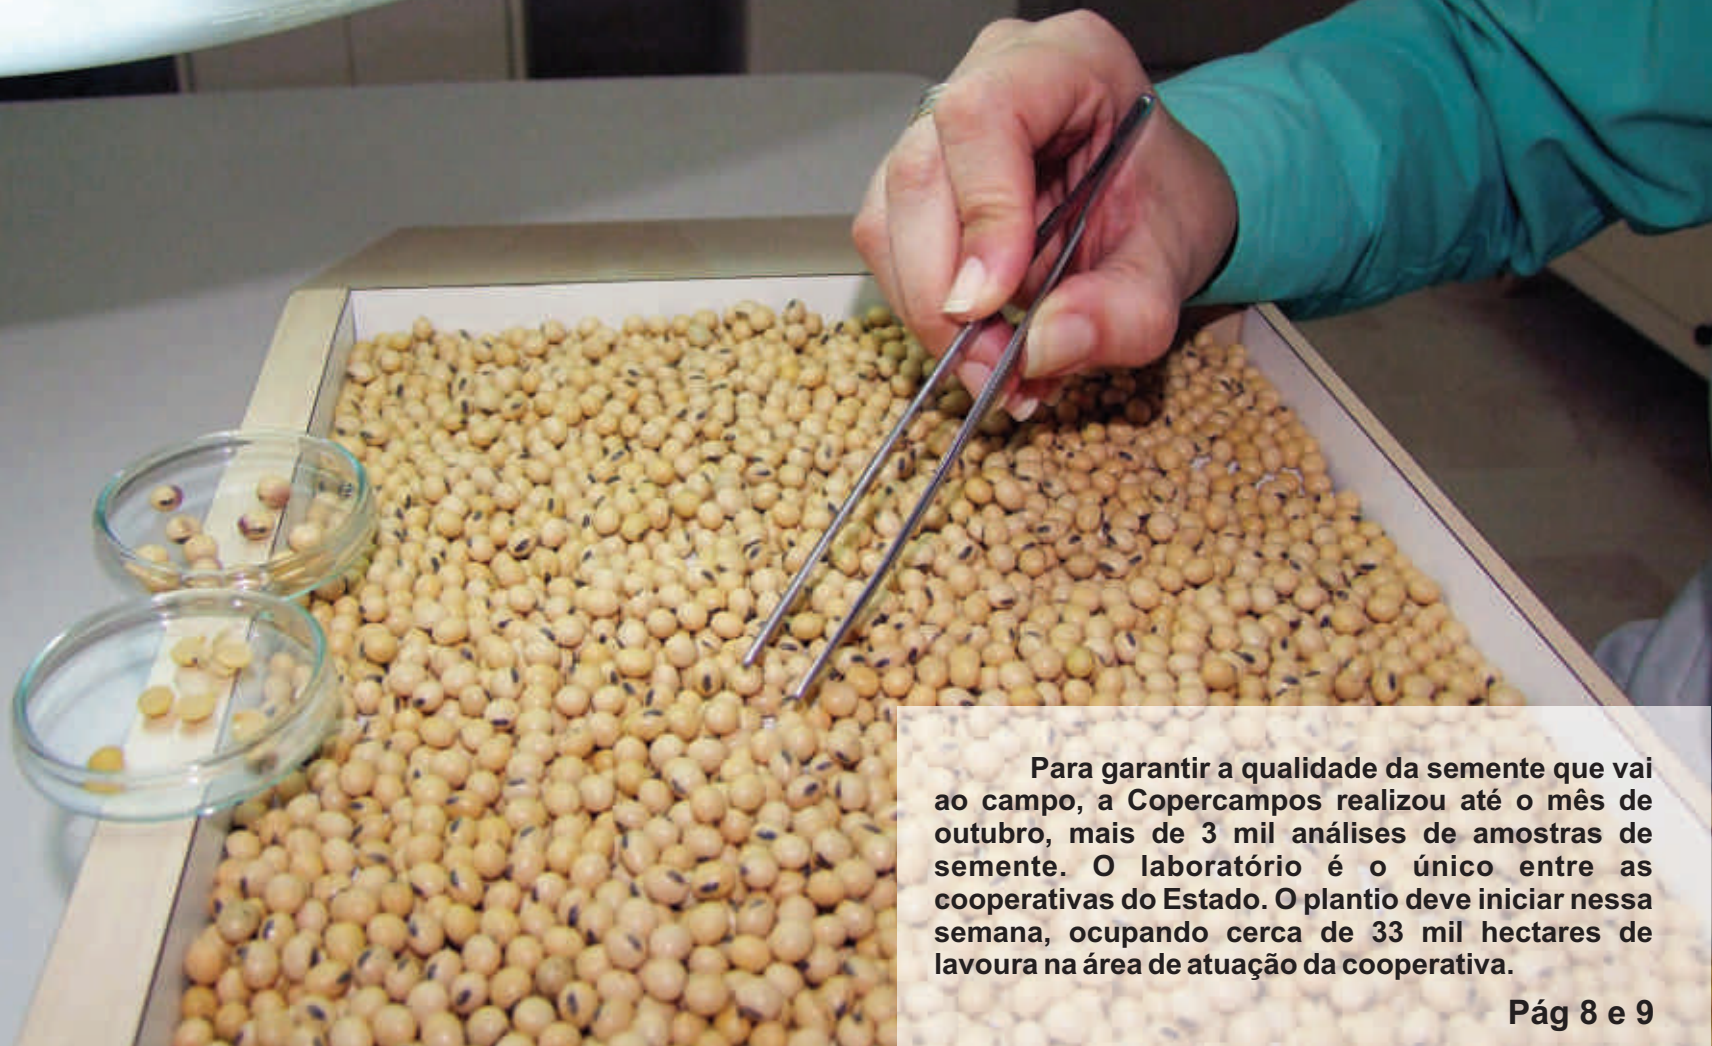 Para garantir a qualidade da semente que vai
ao campo, a Copercampos realizou até o mês de
outubro, mais de 3 mil análises de amostras de
semente. O laboratório é o único entre as
cooperativas do Estado. O plantio deve iniciar nessa
semana, ocupando cerca de 33 mil hectares de
lavoura na área de atuação da cooperativa.
Pág 8 e 9